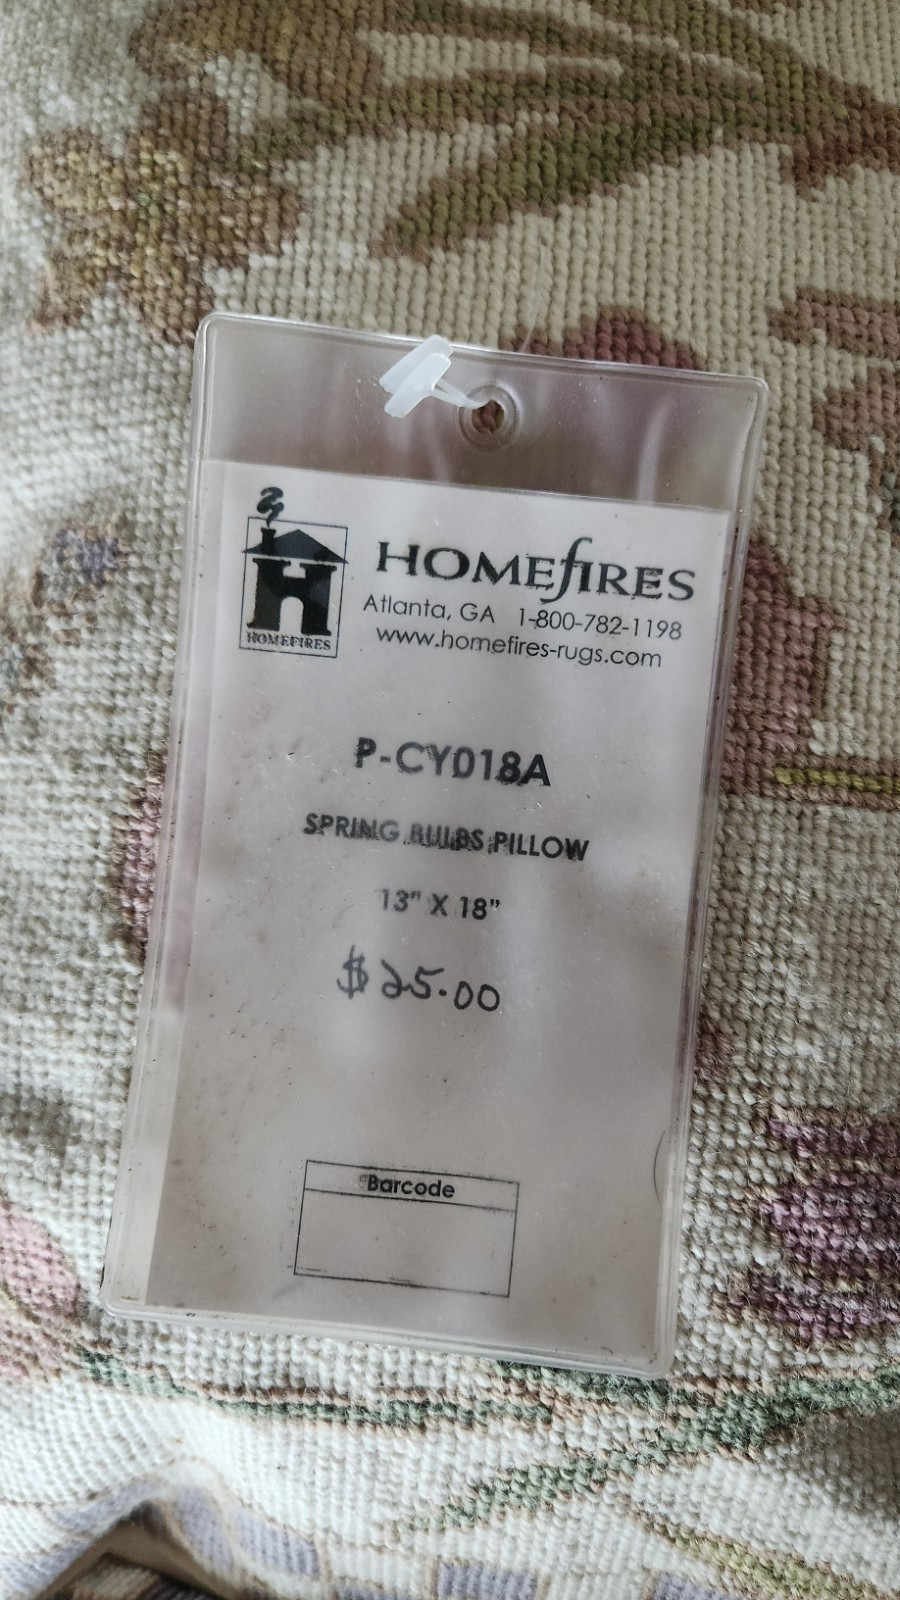 HOMEFIRES
HOMEfIRES
Atlanta, GA 1-800-782-1198
www.homefires-rugs.com
P-CY018A
SPRING BULBS PILLOW
13" X 18"
$25.00
Barcode